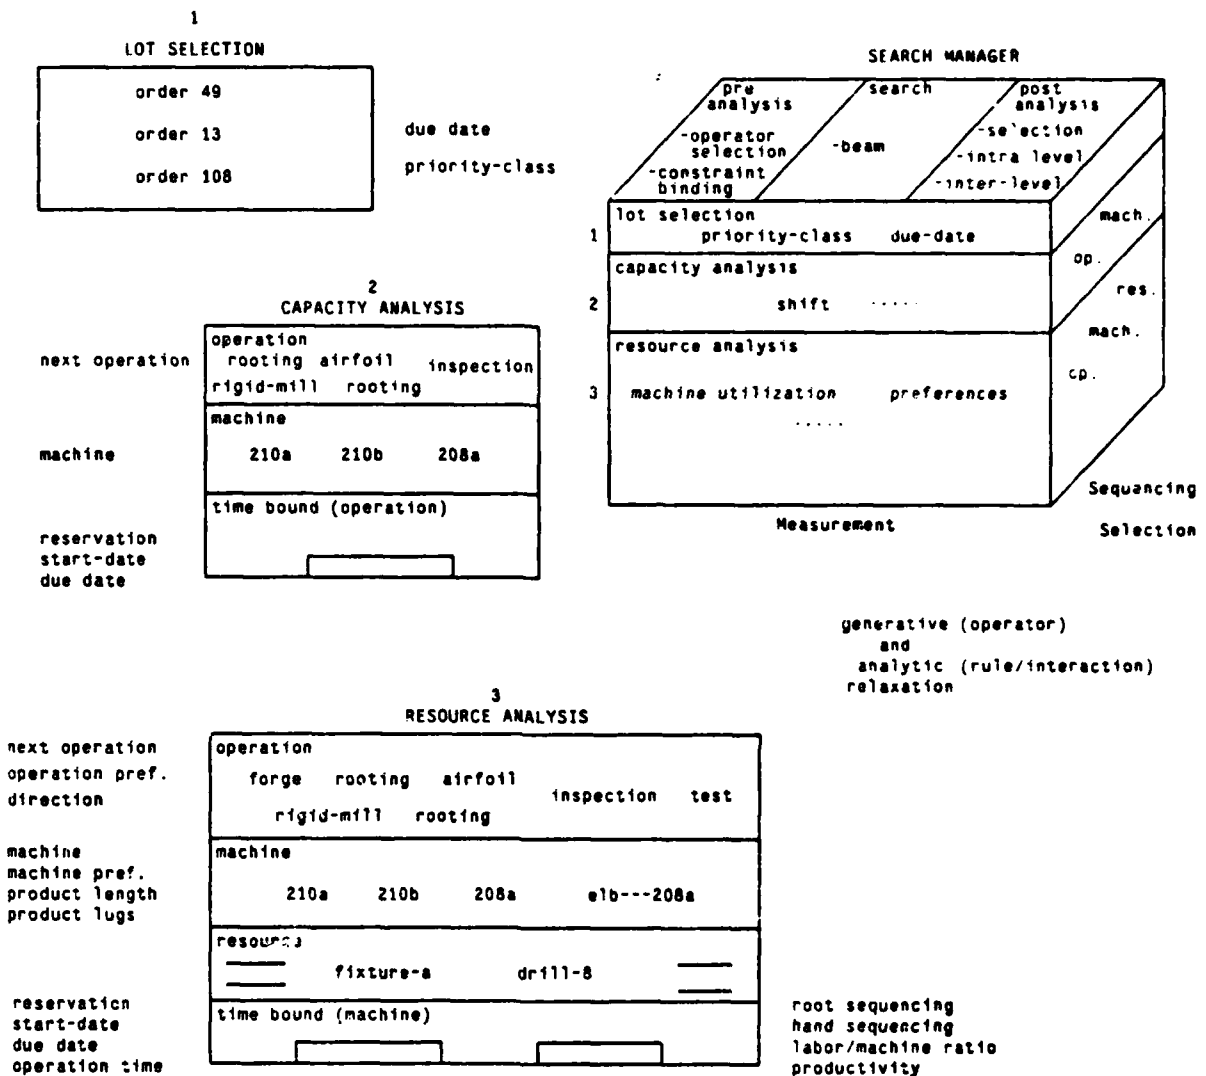 1
LOT SELECTION
order 49
order 13
order 108
due date
priority-class
SEARCH MANAGER
pre analysis
-operator selection
-constraint binding
search
-beam
post analysis
-selection
-intra level
-inter-level
1
lot selection
priority-class due-date
2
capacity analysis
shift .....
3
resource analysis
machine utilization preferences
.....
mach.
op.
res.
mach.
op.
Measurement
Sequencing
Selection
2
CAPACITY ANALYSIS
next operation
operation
rooting airfoil inspection
rigid-mill rooting
machine
machine
210a 210b 208a
time bound (operation)
reservation
start-date
due date
generative (operator)
and
analytic (rule/interaction)
relaxation
3
RESOURCE ANALYSIS
next operation
operation pref.
direction
operation
forge rooting airfoil inspection test
rigid-mill rooting
machine
machine pref.
product length
product lugs
machine
210a 210b 208a elb---208a
resource
fixture-a drill-8
reservation
start-date
due date
operation time
time bound (machine)
root sequencing
hand sequencing
labor/machine ratio
productivity